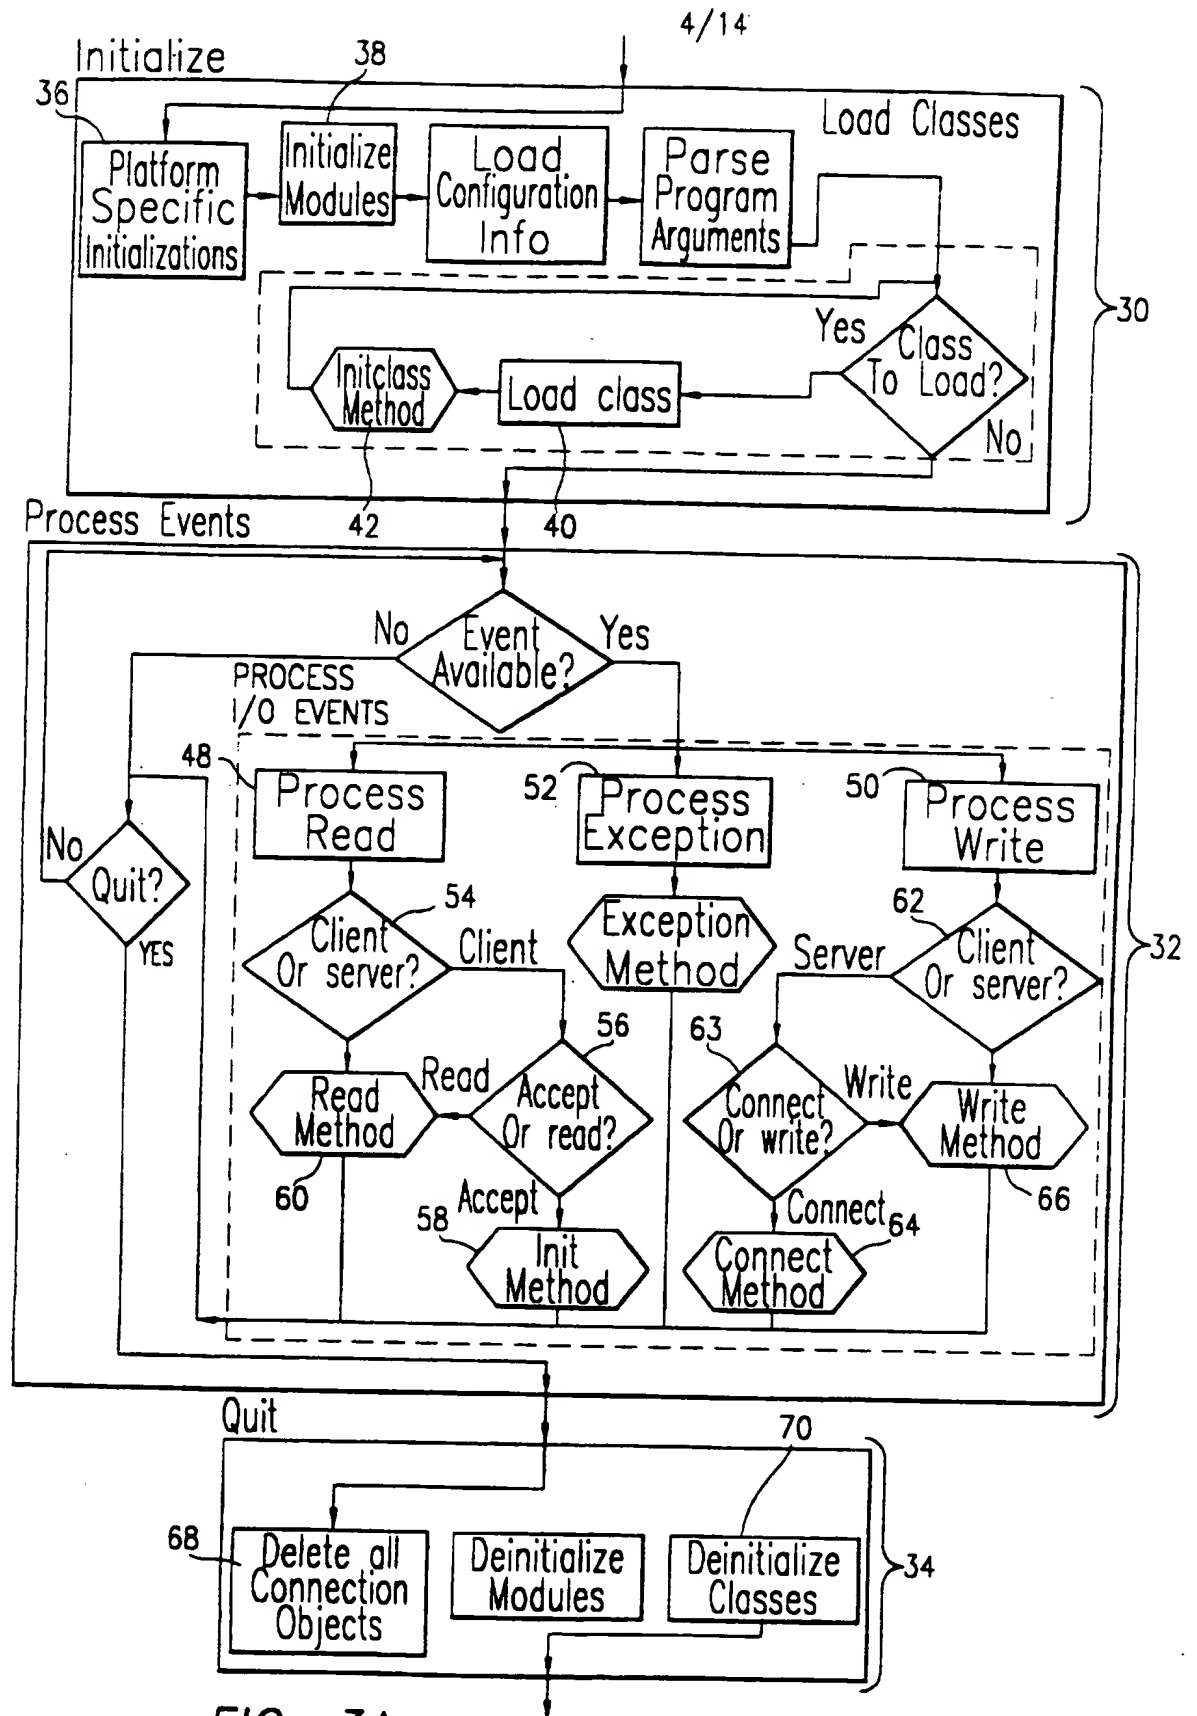 4/14
Initialize
38
36
Load Classes
Platform
Specific
Initializations
Initialize
Modules
Load
Configuration
Info
Parse
Program
Arguments
30
Yes
Class
To Load?
Initclass
Method
Load class
No
42
40
Process Events
No
Event
Available?
Yes
PROCESS
/O EVENTS
48
Process
Read
52
Process
Exception
50
Process
Write
No
Quit?
YES
54
Client
Or server?
Client
Exception
Method
62
Server
Client
Or server?
32
56
63
Read
Method
Read
Accept
Or read?
Connect
Or write?
Write
Write
Method
60
66
Accept
58
Init
Method
Connect
64
Connect
Method
Quit
70
68
Delete all
Connection
Objects
Deinitialize
Modules
Deinitialize
Classes
34